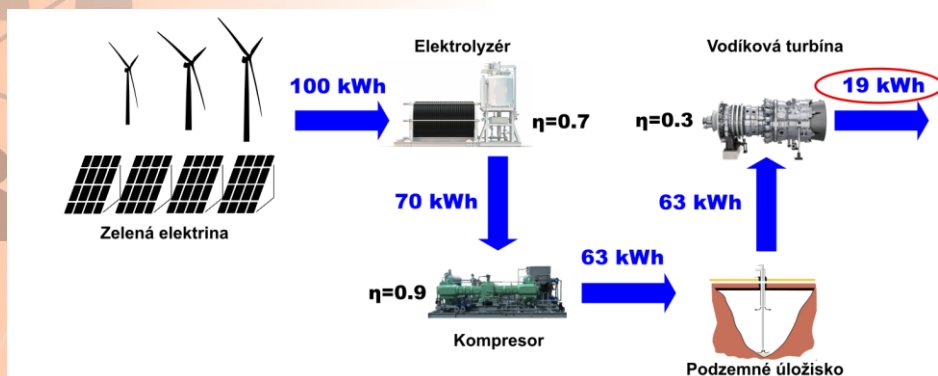 Elektrolyzér
Vodíková turbína
100 kWh
19 kWh
η=0.7
η=0.3
Zelená elektrina
70 kWh
63 kWh
63 kWh
η=0.9
Kompresor
Podzemné úložisko